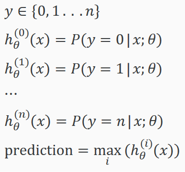 y ∈ {0, 1 . . . n}
h_θ^{(0)}(x) = P(y = 0|x; θ)
h_θ^{(1)}(x) = P(y = 1|x; θ)
...
h_θ^{(n)}(x) = P(y = n|x; θ)
prediction = max_i (h_θ^{(i)}(x))